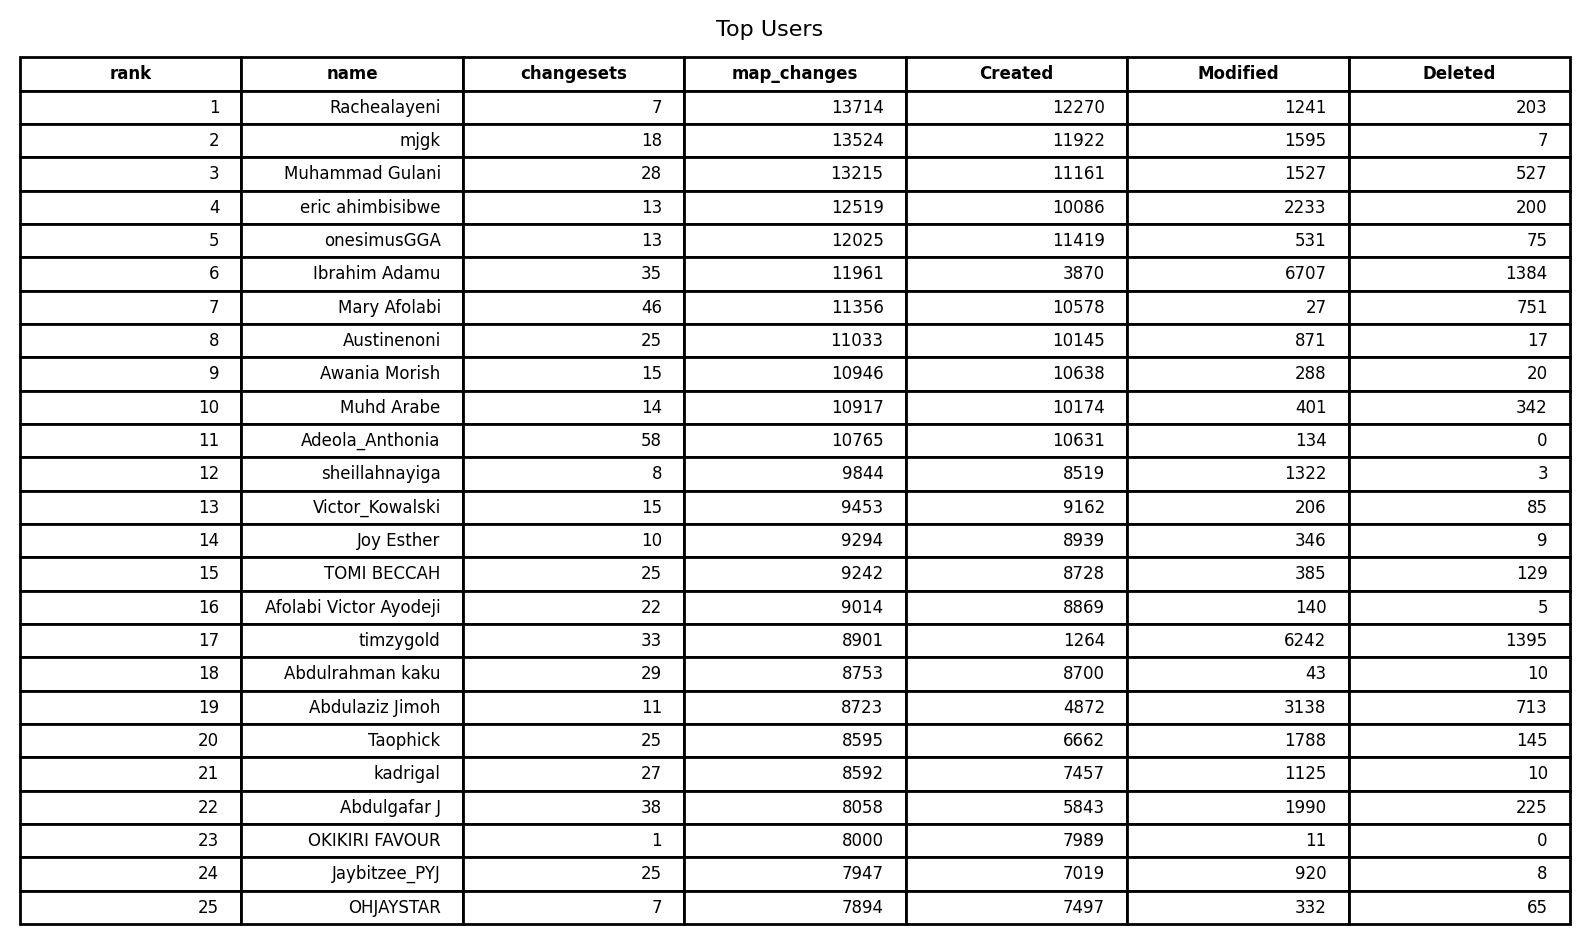 Top Users
rank name changesets map_changes Created Modified Deleted
1 Rachealayeni 7 13714 12270 1241 203
2 mjgk 18 13524 11922 1595 7
3 Muhammad Gulani 28 13215 11161 1527 527
4 eric ahimbisibwe 13 12519 10086 2233 200
5 onesimusGGA 13 12025 11419 531 75
6 Ibrahim Adamu 35 11961 3870 6707 1384
7 Mary Afolabi 46 11356 10578 27 751
8 Austinenoni 25 11033 10145 871 17
9 Awania Morish 15 10946 10638 288 20
10 Muhd Arabe 14 10917 10174 401 342
11 Adeola_Anthonia 58 10765 10631 134 0
12 sheillahnayiga 8 9844 8519 1322 3
13 Victor_Kowalski 15 9453 9162 206 85
14 Joy Esther 10 9294 8939 346 9
15 TOMI BECCAH 25 9242 8728 385 129
16 Afolabi Victor Ayodeji 22 9014 8869 140 5
17 timzygold 33 8901 1264 6242 1395
18 Abdulrahman kaku 29 8753 8700 43 10
19 Abdulaziz Jimoh 11 8723 4872 3138 713
20 Taophick 25 8595 6662 1788 145
21 kadrigal 27 8592 7457 1125 10
22 Abdulgafar J 38 8058 5843 1990 225
23 OKIKIRI FAVOUR 1 8000 7989 11 0
24 Jaybitzee_PYJ 25 7947 7019 920 8
25 OHJAYSTAR 7 7894 7497 332 65